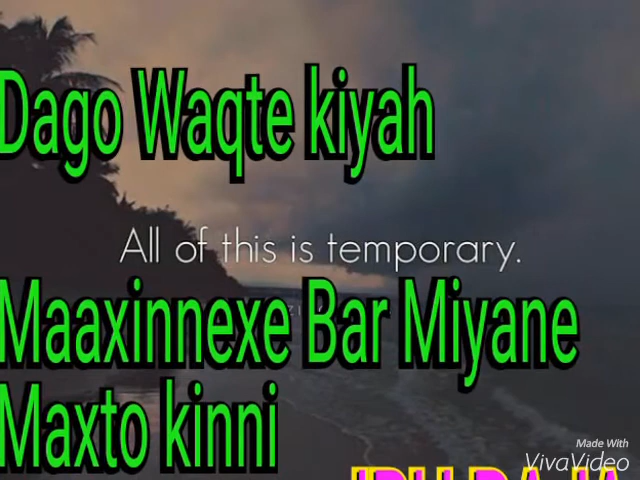 Dago Waqte kiyah
All of this is temporary.
Maaxinnexe Bar Miyane
Maxto kinni
Made With
VivaVideo